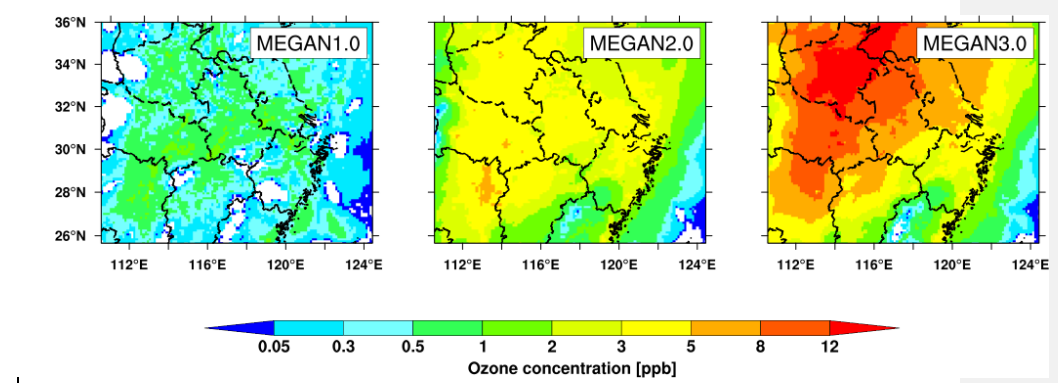 36°N
34°N
32°N
30°N
28°N
26°N
MEGAN1.0
MEGAN2.0
MEGAN3.0
112°E 116°E 120°E 124°E
112°E 116°E 120°E 124°E
112°E 116°E 120°E 124°E
0.05 0.3 0.5 1 2 3 5 8 12
Ozone concentration [ppb]